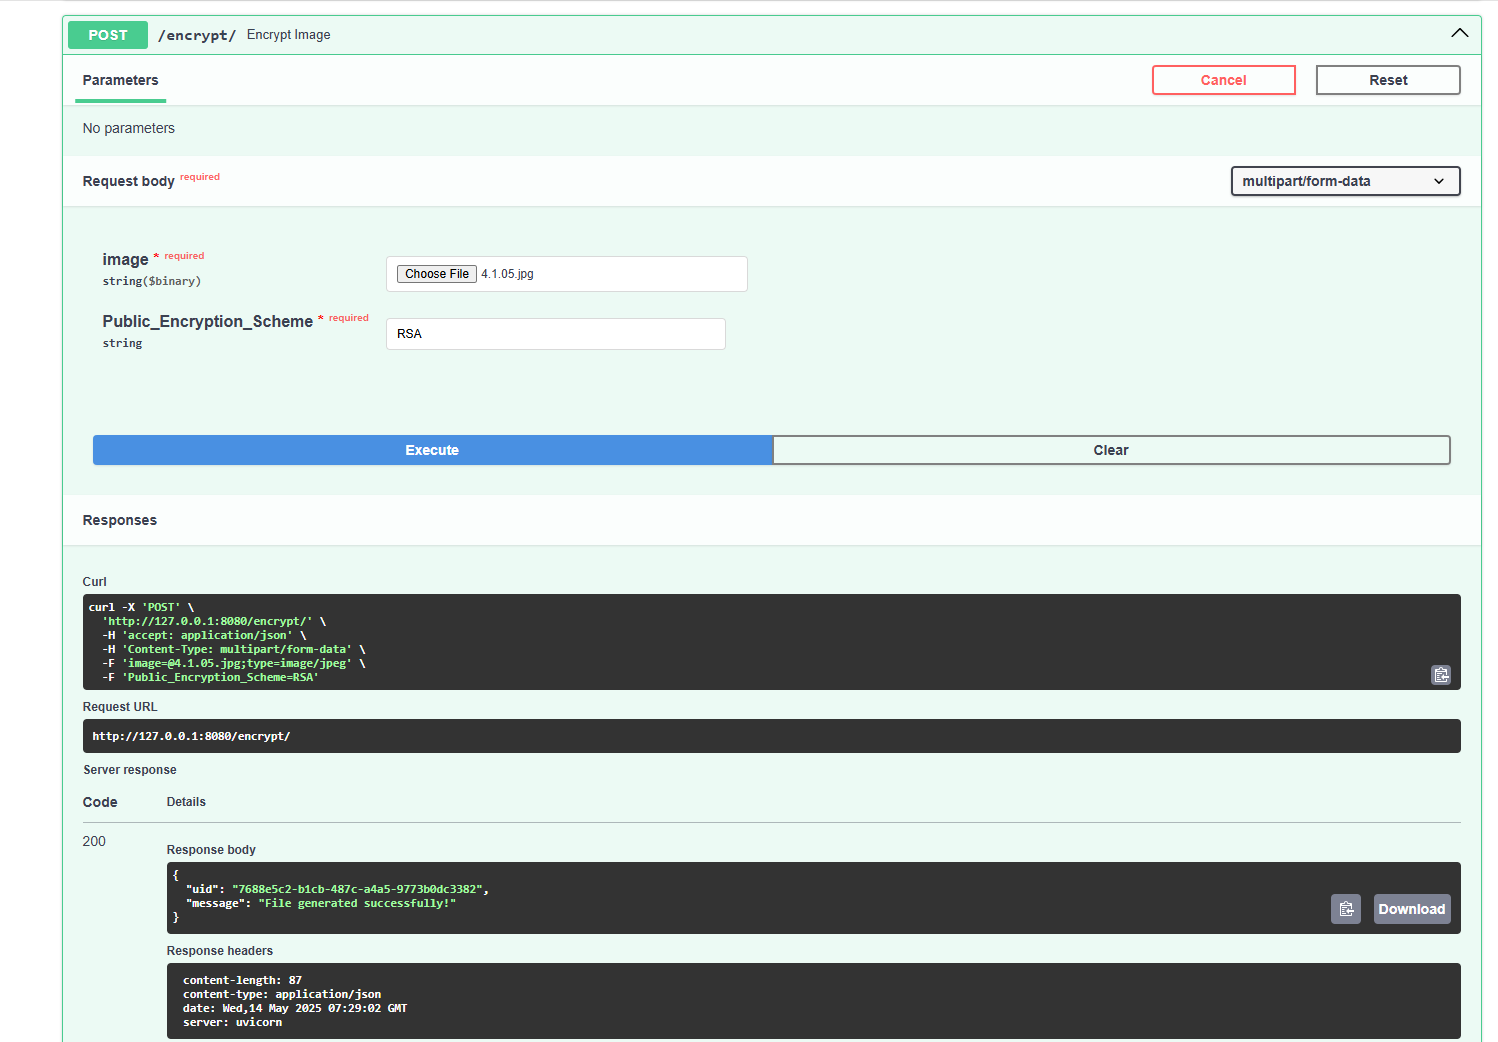 POST /encrypt/ Encrypt Image
Parameters
Cancel
Reset
No parameters
Request body required
multipart/form-data
image * required
string($binary)
Choose File 4.1.05.jpg
Public_Encryption_Scheme * required
string
RSA
Execute
Clear
Responses
Curl
curl -X 'POST' \
  'http://127.0.0.1:8080/encrypt/' \
  -H 'accept: application/json' \
  -H 'Content-Type: multipart/form-data' \
  -F 'image=@4.1.05.jpg;type=image/jpeg' \
  -F 'Public_Encryption_Scheme=RSA'
Request URL
http://127.0.0.1:8080/encrypt/
Server response
Code Details
200
Response body
{
  "uid": "7688e5c2-b1cb-487c-a4a5-9773b0dc3382",
  "message": "File generated successfully!"
}
Download
Response headers
content-length: 87
content-type: application/json
date: Wed,14 May 2025 07:29:02 GMT
server: uvicorn